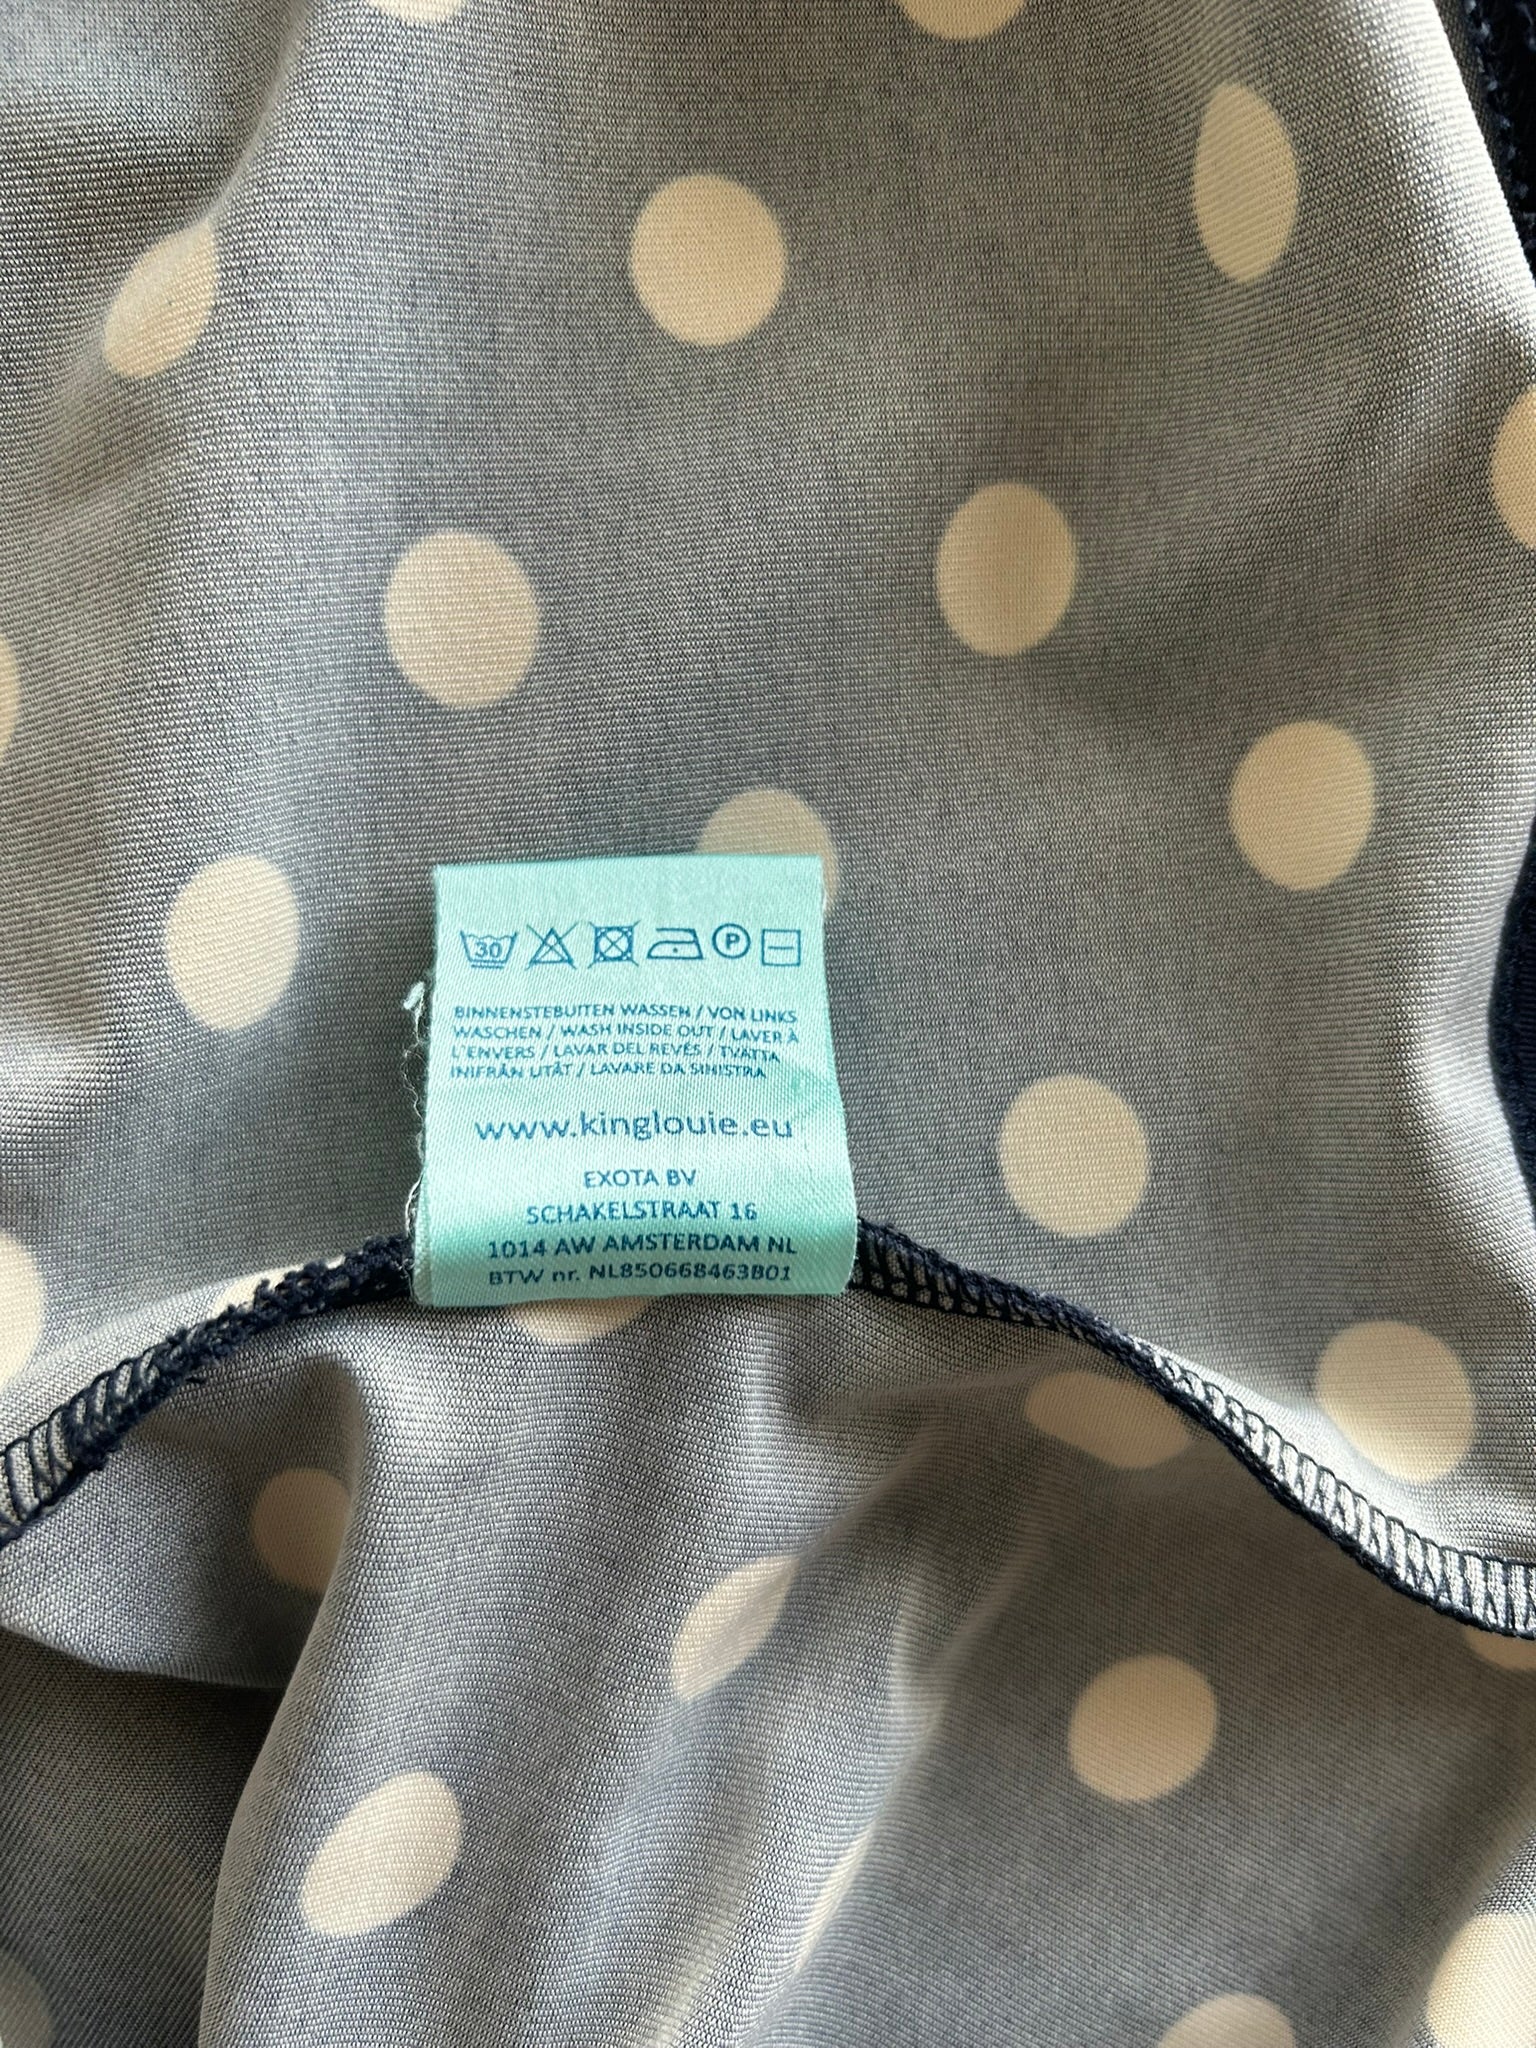 30
P
BINNENSTEBUITEN WASSEN / VON LINKS
WASCHEN / WASH INSIDE OUT / LAVER À
L'ENVERS / LAVAR DEL REVÉS / TVÄTTA
INIFRÅN UTÅT / LAVARE DA SINISTRA
www.kinglouie.eu
EXOTA BV
SCHAKELSTRAAT 16
1014 AW AMSTERDAM NL
BTW nr. NL850668463B01